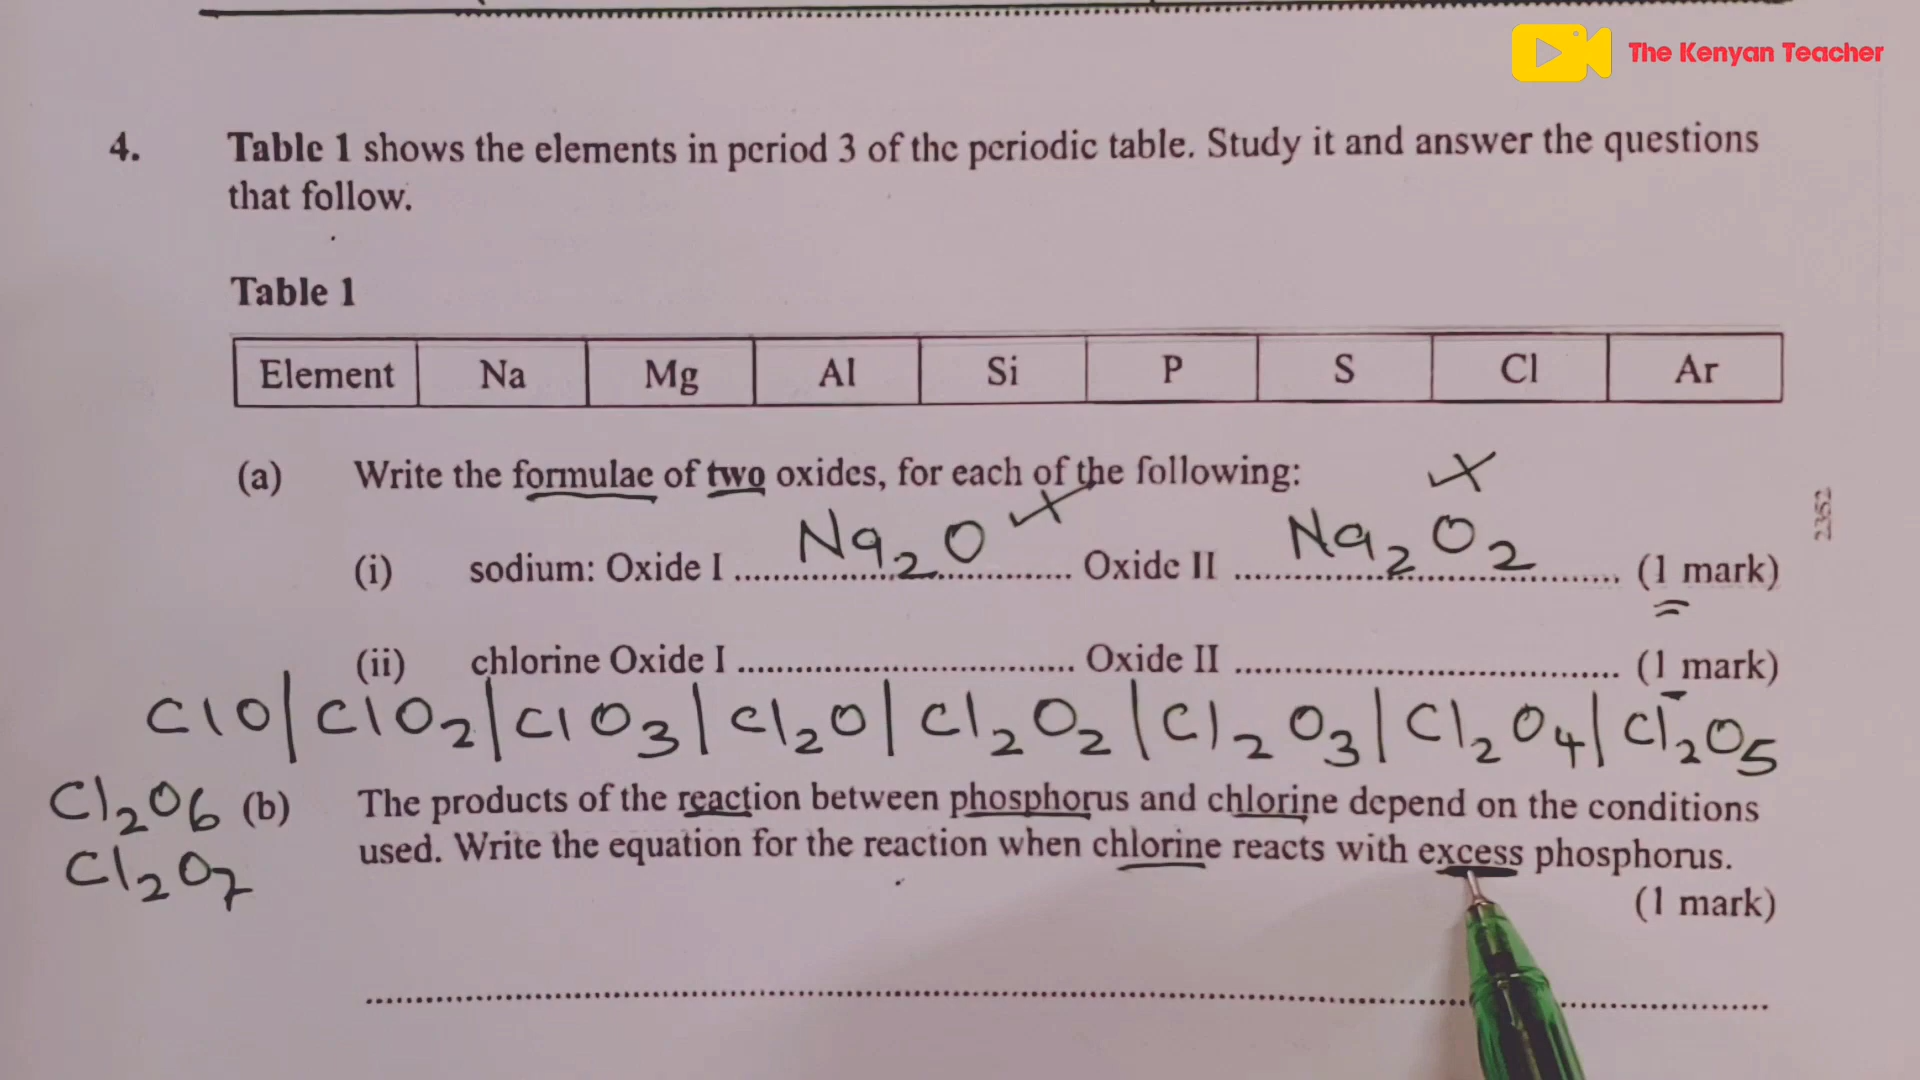 The Kenyan Teacher
4. Table 1 shows the elements in period 3 of the periodic table. Study it and answer the questions
that follow.
Table 1
Element Na Mg Al Si P S Cl Ar
(a) Write the formulae of two oxides, for each of the following:
(i) sodium: Oxide I Na₂O Oxide II Na₂O₂ (1 mark)
2352
(ii) chlorine Oxide I ........................ Oxide II ........................ (1 mark)
ClO | ClO₂ | ClO₃ | Cl₂O | Cl₂O₂ | Cl₂O₃ | Cl₂O₄ | Cl₂O₅
Cl₂O₆
Cl₂O₇
(b) The products of the reaction between phosphorus and chlorine depend on the conditions
used. Write the equation for the reaction when chlorine reacts with excess phosphorus.
(1 mark)